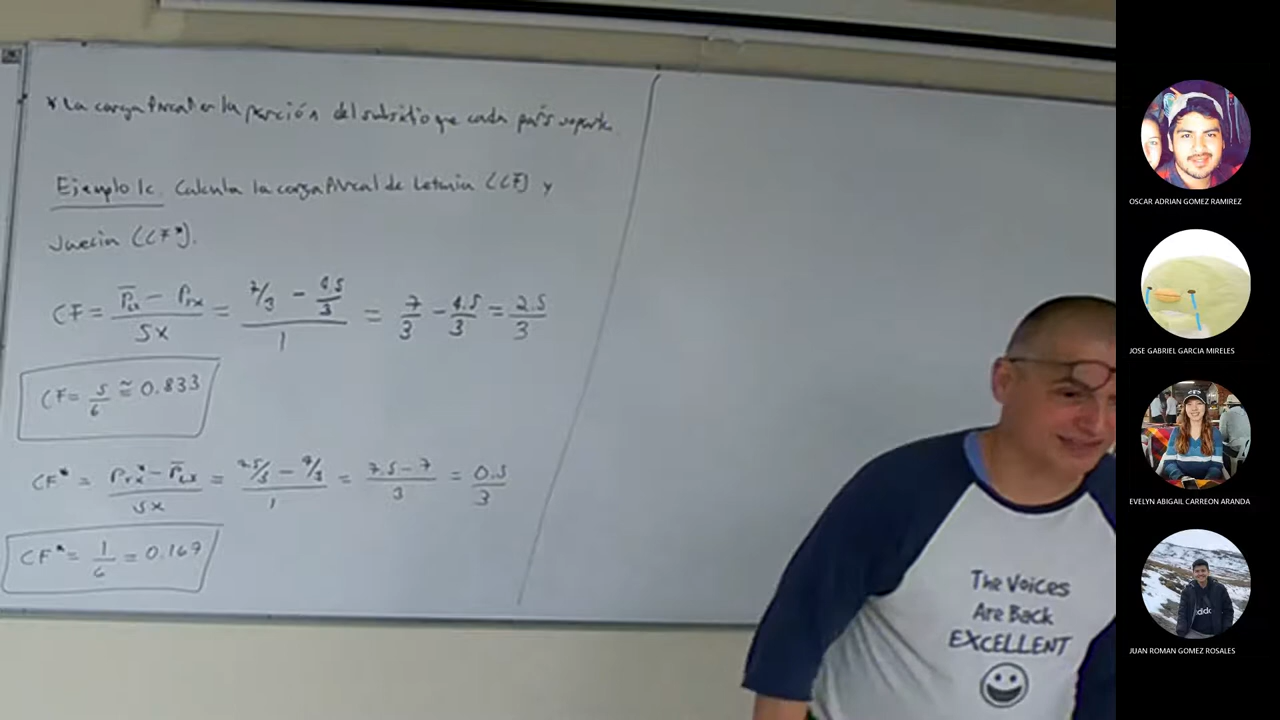 * La carga fiscal es la porción del subsidio que cada país soporta
Ejemplo 1c. Calcula la carga fiscal de Letonia (CF) y
Suecia (CF*).
CF = (P̄Lx − Prx)/Sx = (7/3 − 4.5/3)/1 = 7/3 − 4.5/3 = 2.5/3
CF = 5/6 ≈ 0.833
CF* = (Prx* − P̄Lx)/Sx = (7.5/3 − 7/3)/1 = (7.5 − 7)/3 = 0.5/3
CF* = 1/6 = 0.167
The Voices
Are Back
EXCELLENT
OSCAR ADRIAN GOMEZ RAMIREZ
JOSE GABRIEL GARCIA MIRELES
EVELYN ABIGAIL CARREON ARANDA
JUAN ROMAN GOMEZ ROSALES